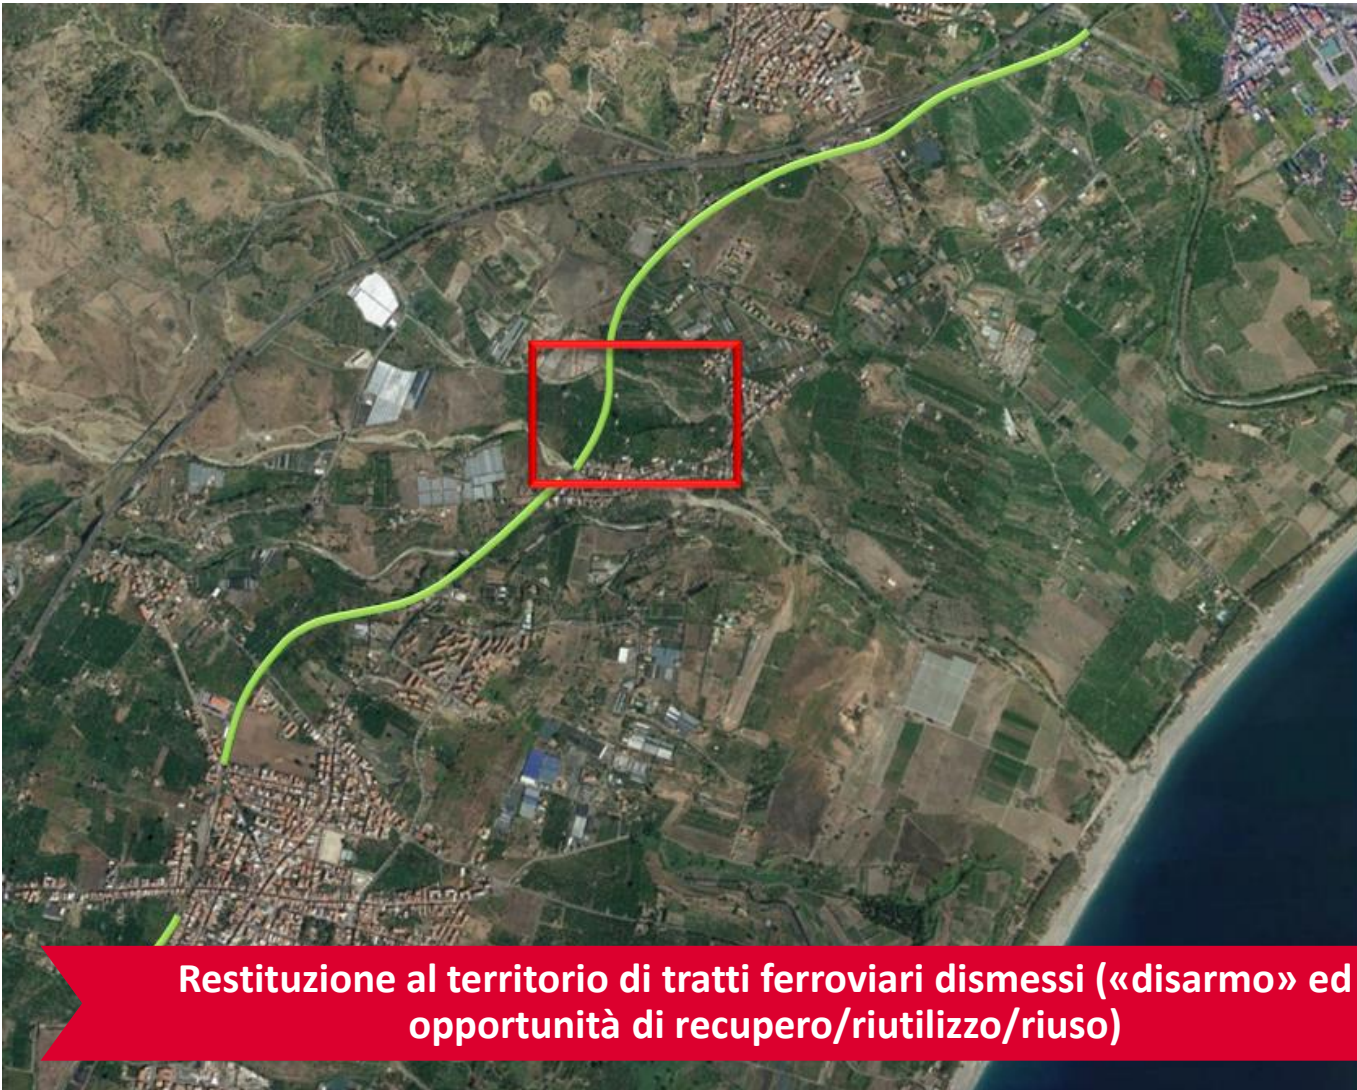 Restituzione al territorio di tratti ferroviari dismessi («disarmo» ed
opportunità di recupero/riutilizzo/riuso)